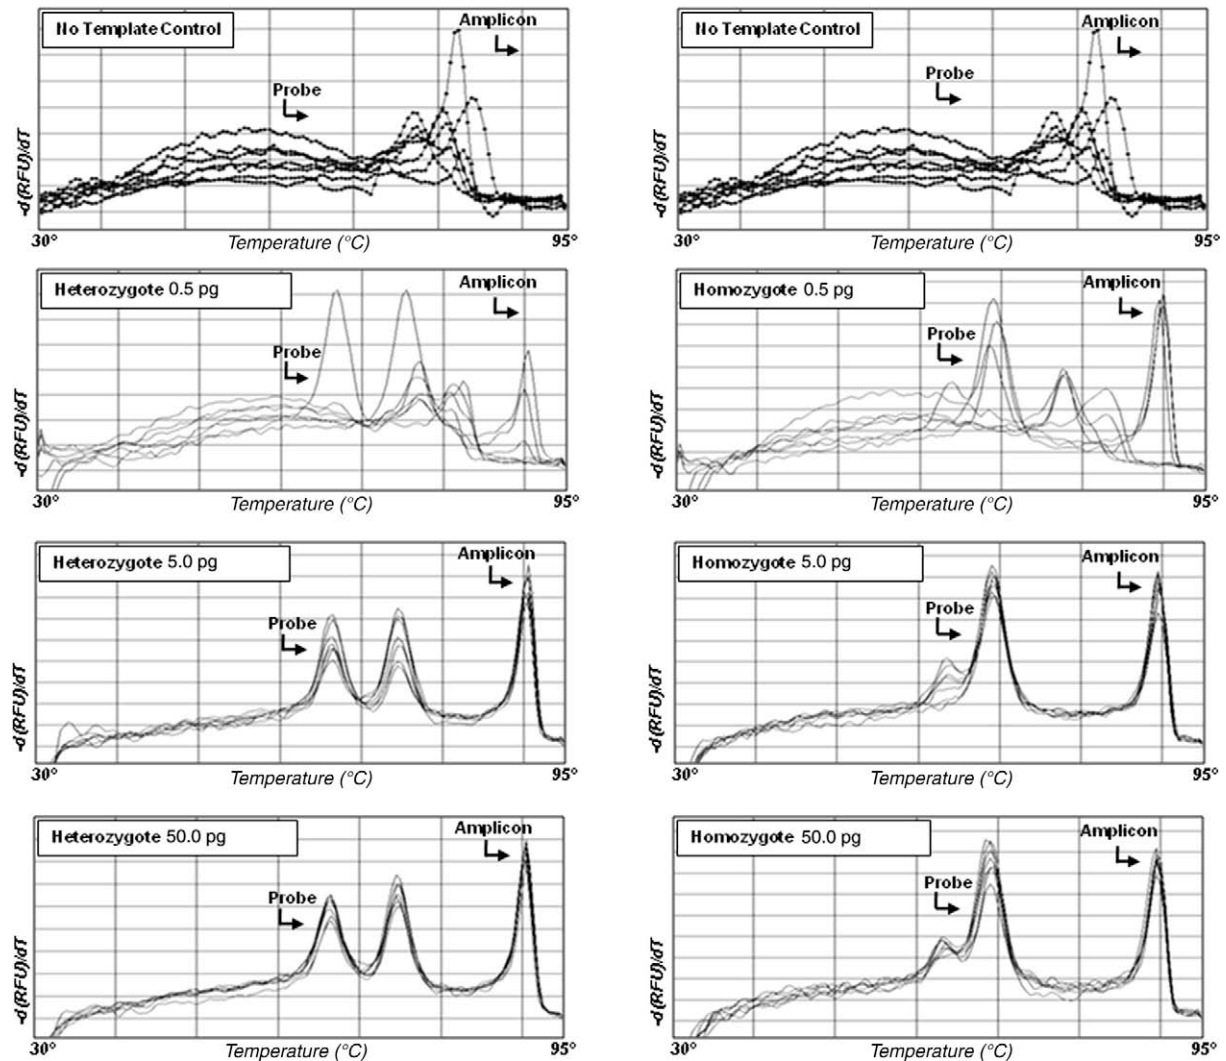 No Template Control
Amplicon
Probe
-d(RFU)/dT
30°
Temperature (°C)
95°
No Template Control
Amplicon
Probe
-d(RFU)/dT
30°
Temperature (°C)
95°
Heterozygote 0.5 pg
Amplicon
Probe
-d(RFU)/dT
30°
Temperature (°C)
95°
Homozygote 0.5 pg
Amplicon
Probe
-d(RFU)/dT
30°
Temperature (°C)
95°
Heterozygote 5.0 pg
Amplicon
Probe
-d(RFU)/dT
30°
Temperature (°C)
95°
Homozygote 5.0 pg
Amplicon
Probe
-d(RFU)/dT
30°
Temperature (°C)
95°
Heterozygote 50.0 pg
Amplicon
Probe
-d(RFU)/dT
30°
Temperature (°C)
95°
Homozygote 50.0 pg
Amplicon
Probe
-d(RFU)/dT
30°
Temperature (°C)
95°